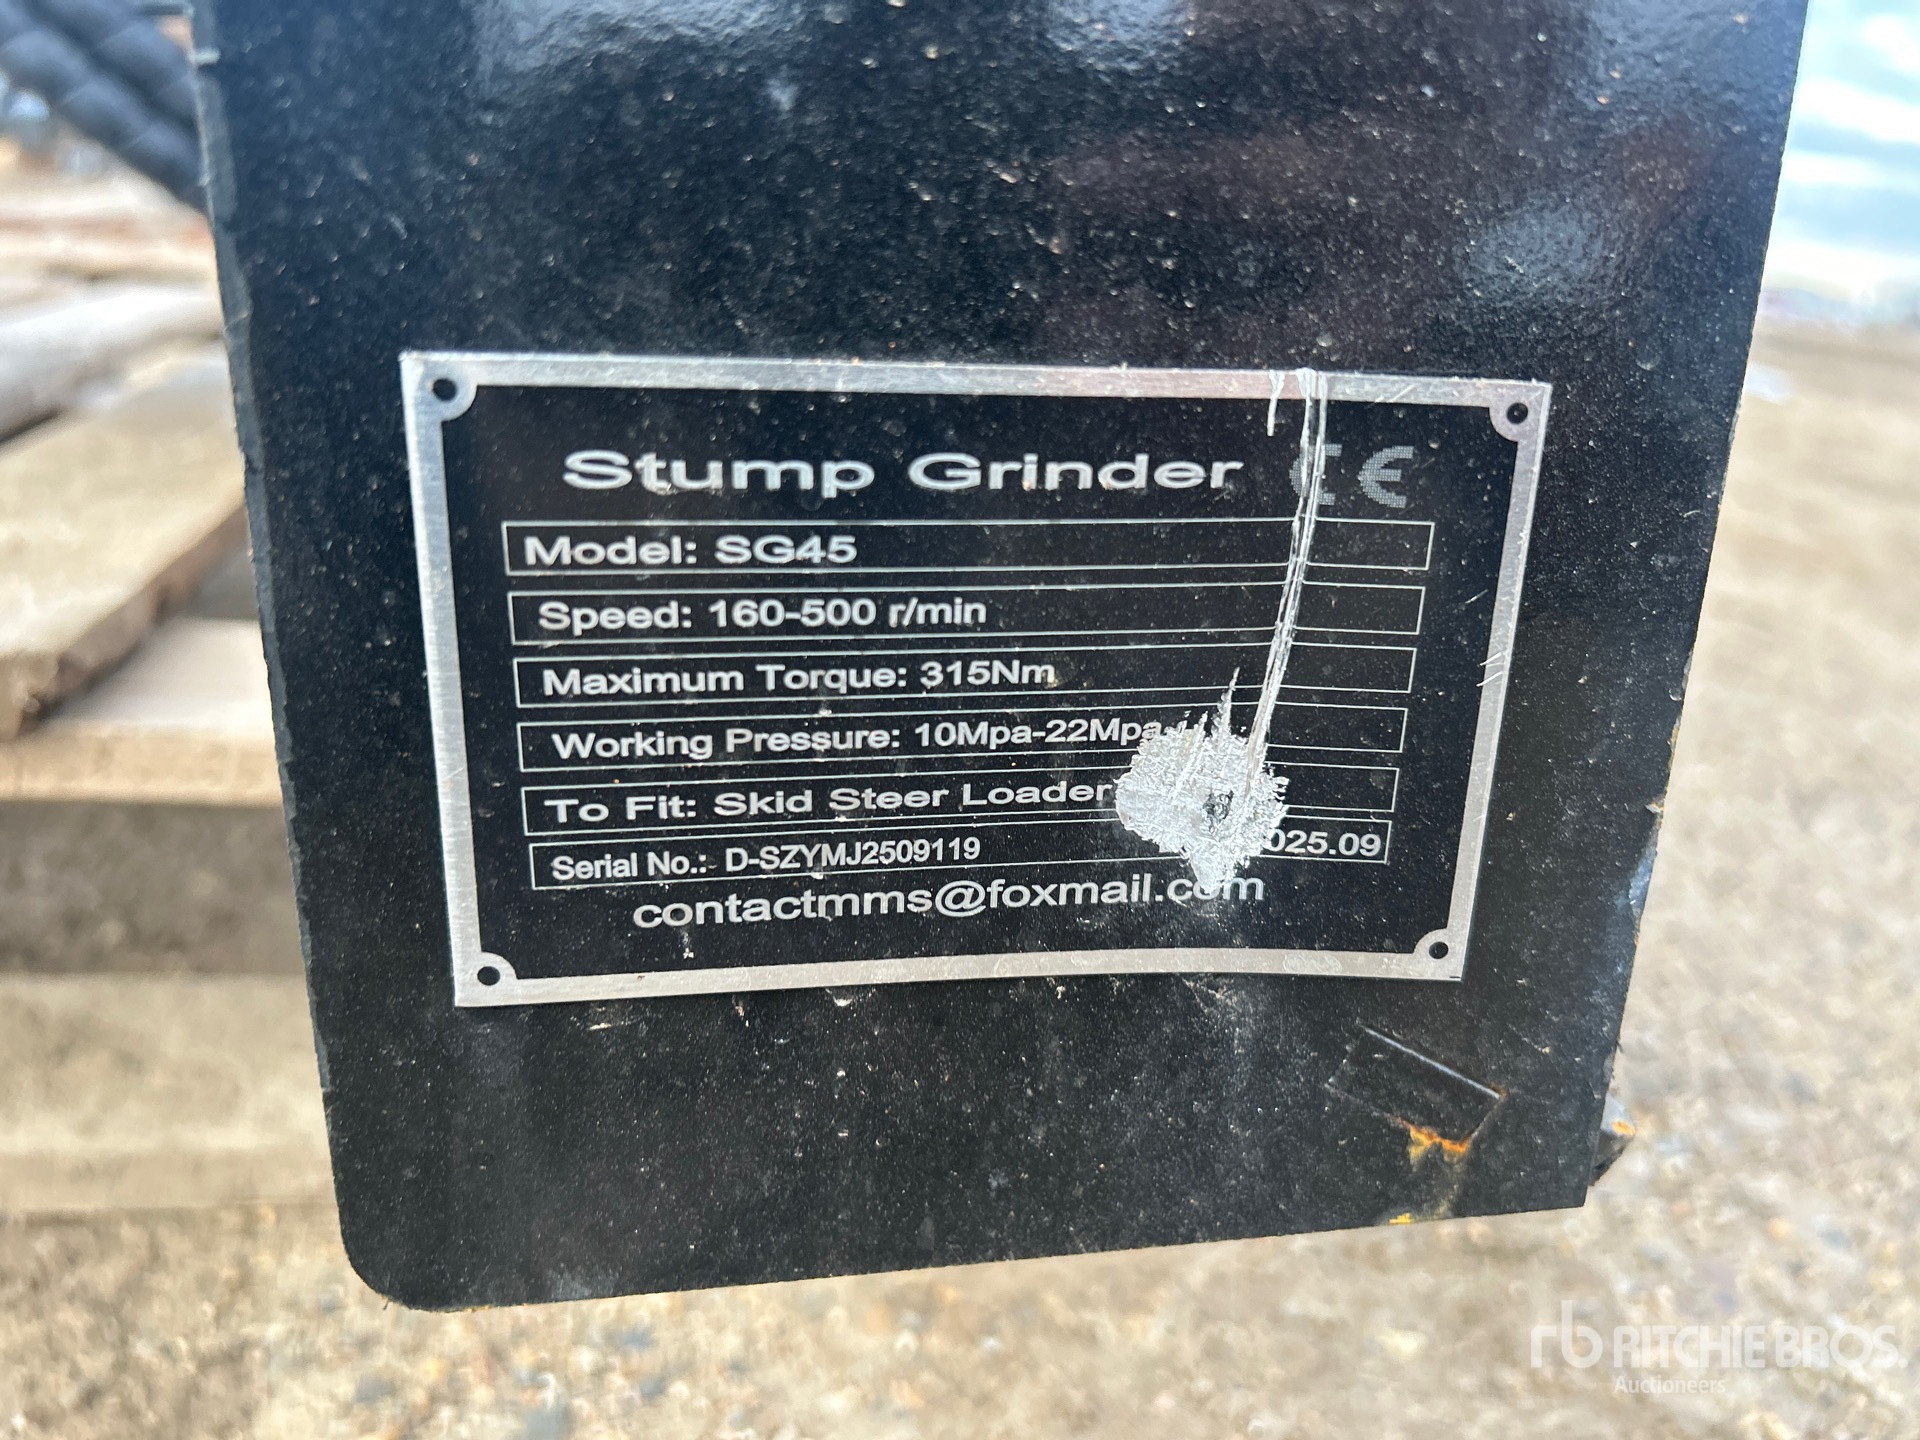 Stump Grinder CE
Model: SG45
Speed: 160-500 r/min
Maximum Torque: 315Nm
Working Pressure: 10Mpa-22Mpa
To Fit: Skid Steer Loader
Serial No.: D-SZYMJ2509119 025.09
contactmms@foxmail.com
rb RITCHIE BROS.
Auctioneers